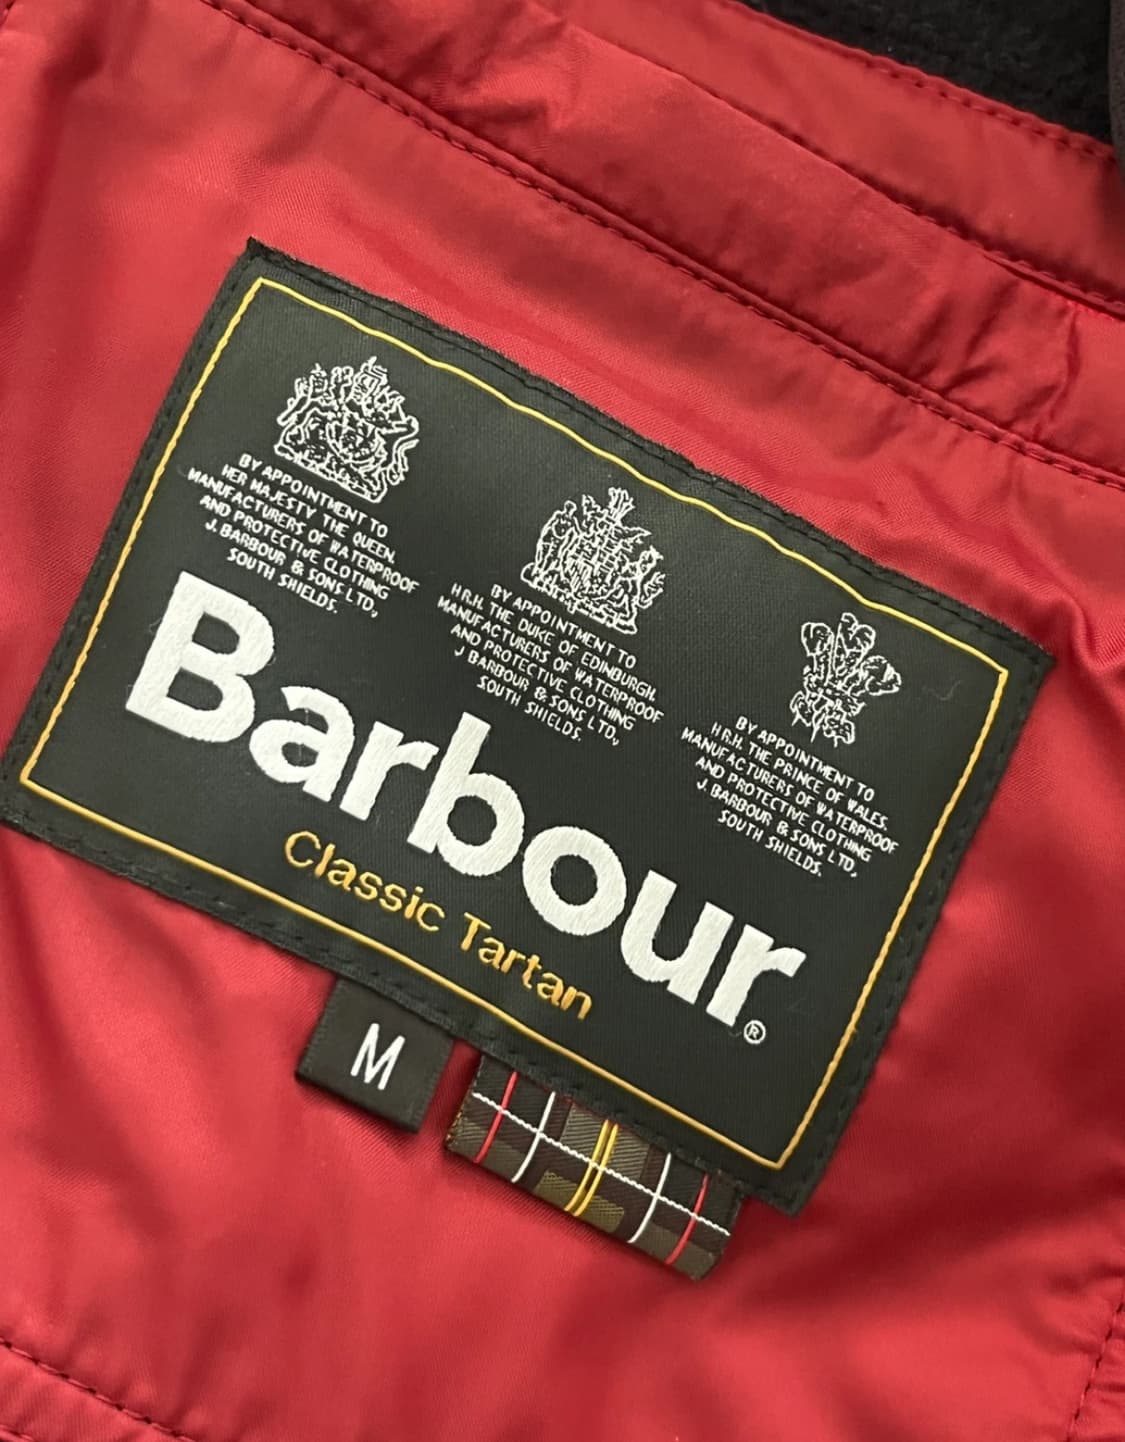 BY APPOINTMENT TO
HER MAJESTY THE QUEEN.
MANUFACTURERS OF WATERPROOF
AND PROTECTIVE CLOTHING
J. BARBOUR & SONS LTD,
SOUTH SHIELDS.
BY APPOINTMENT TO
H.R.H. THE DUKE OF EDINBURGH.
MANUFACTURERS OF WATERPROOF
AND PROTECTIVE CLOTHING
J BARBOUR & SONS LTD,
SOUTH SHIELDS.
BY APPOINTMENT TO
H.R.H. THE PRINCE OF WALES.
MANUFACTURERS OF WATERPROOF
AND PROTECTIVE CLOTHING
J. BARBOUR & SONS LTD,
SOUTH SHIELDS.
Barbour®
Classic Tartan
M